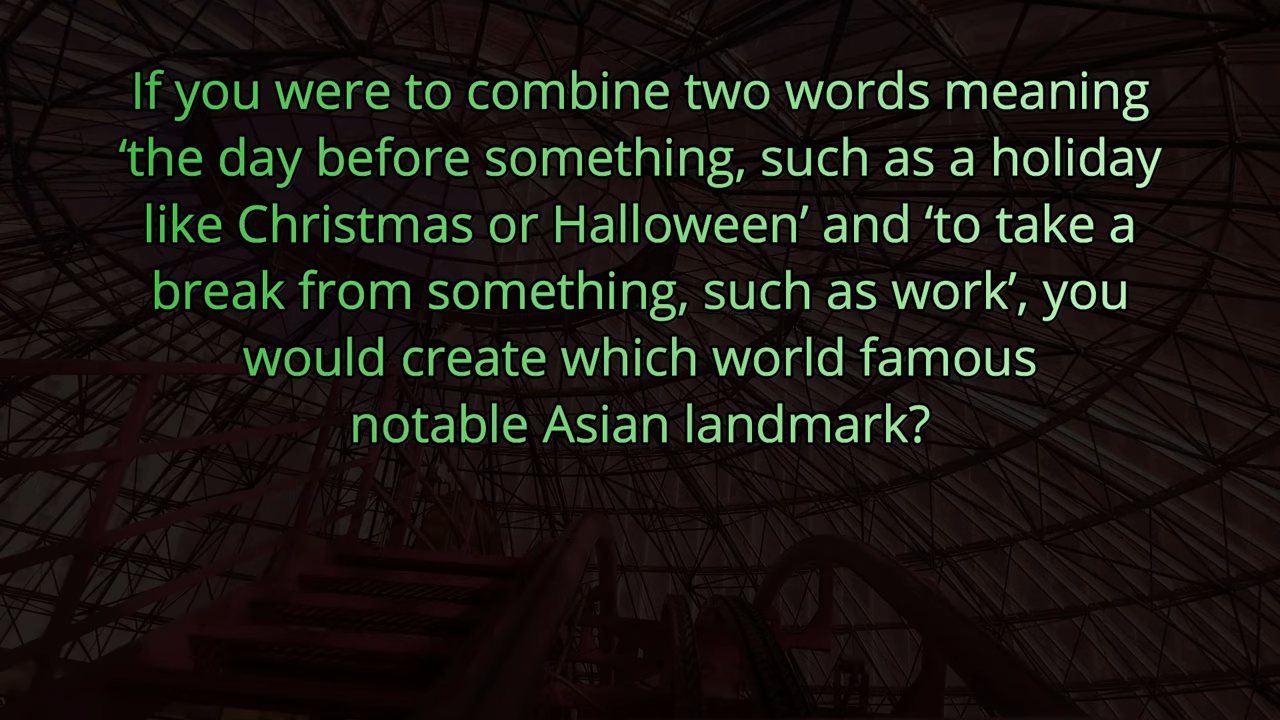 If you were to combine two words meaning
‘the day before something, such as a holiday
like Christmas or Halloween’ and ‘to take a
break from something, such as work’, you
would create which world famous
notable Asian landmark?